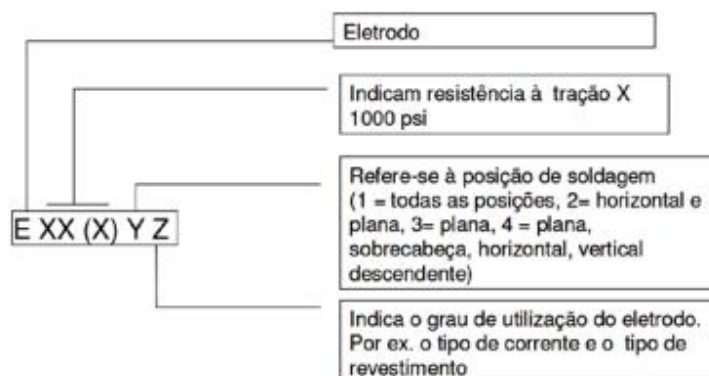 Eletrodo
Indicam resistência à tração X
1000 psi
Refere-se à posição de soldagem
(1 = todas as posições, 2= horizontal e
plana, 3= plana, 4 = plana,
sobrecabeça, horizontal, vertical
descendente)
E XX (X) Y Z
Indica o grau de utilização do eletrodo.
Por ex. o tipo de corrente e o tipo de
revestimento